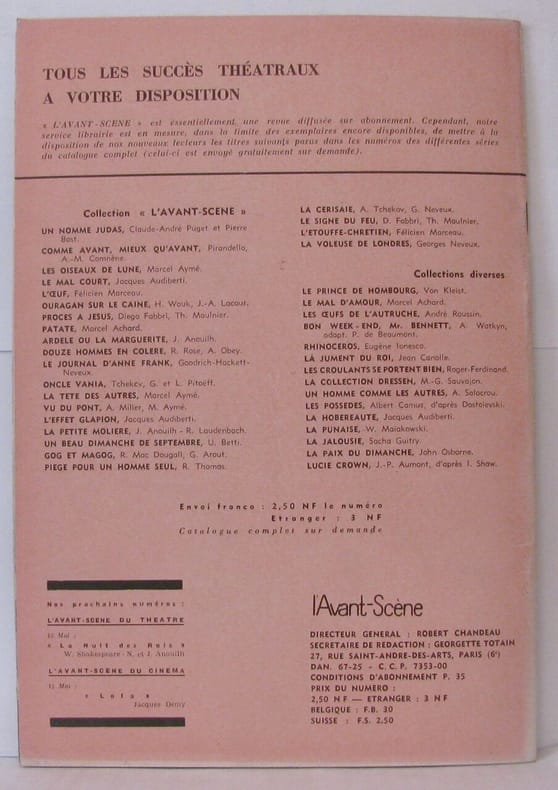 TOUS LES SUCCÈS THÉATRAUX
A VOTRE DISPOSITION
« L'AVANT-SCENE » est essentiellement une revue diffusée sur abonnement. Cependant, notre
service librairie est en mesure, dans la limite des exemplaires encore disponibles, de mettre à la
disposition de nos nouveaux lecteurs les titres suivants parus dans les numéros des différentes séries
du catalogue complet (celui-ci est envoyé gratuitement sur demande).
Collection « L'AVANT-SCENE »
UN NOMME JUDAS, Claude-André Puget et Pierre
Bost.
COMME AVANT, MIEUX QU'AVANT, Pirandello,
A.-M. Comnène.
LES OISEAUX DE LUNE, Marcel Aymé.
LE MAL COURT, Jacques Audiberti.
L'ŒUF, Félicien Marceau.
OURAGAN SUR LE CAINE, H. Wouk, J.-A. Lacour.
PROCES A JESUS, Diego Fabbri, Th. Maulnier.
PATATE, Marcel Achard.
ARDELE OU LA MARGUERITE, J. Anouilh.
DOUZE HOMMES EN COLERE, R. Rose, A. Obey.
LE JOURNAL D'ANNE FRANK, Goodrich-Hackett-
Neveux.
ONCLE VANIA, Tchekov, G. et L. Pitoëff.
LA TETE DES AUTRES, Marcel Aymé.
VU DU PONT, A. Miller, M. Aymé.
L'EFFET GLAPION, Jacques Audiberti.
LA PETITE MOLIERE, J. Anouilh - R. Laudenbach.
UN BEAU DIMANCHE DE SEPTEMBRE, U. Betti.
GOG ET MAGOG, R. Mac Dougall, G. Arout.
PIEGE POUR UN HOMME SEUL, R. Thomas.
LA CERISAIE, A. Tchekov, G. Neveux.
LE SIGNE DU FEU, D. Fabbri, Th. Maulnier.
L'ETOUFFE-CHRETIEN, Félicien Marceau.
LA VOLEUSE DE LONDRES, Georges Neveux.
Collections diverses
LE PRINCE DE HOMBOURG, Von Kleist.
LE MAL D'AMOUR, Marcel Achard.
LES ŒUFS DE L'AUTRUCHE, André Roussin.
BON WEEK-END, Mr. BENNETT, A. Watkyn,
adapt. P. de Beaumont.
RHINOCEROS, Eugène Ionesco.
LA JUMENT DU ROI, Jean Canolle.
LES CROULANTS SE PORTENT BIEN, Roger-Ferdinand.
LA COLLECTION DRESSEN, M.-G. Sauvajon.
UN HOMME COMME LES AUTRES, A. Salacrou.
LES POSSEDES, Albert Camus, d'après Dostoïevski.
LA HOBEREAUTE, Jacques Audiberti.
LA PUNAISE, W. Maïakowski.
LA JALOUSIE, Sacha Guitry.
LA PAIX DU DIMANCHE, John Osborne.
LUCIE CROWN, J.-P. Aumont, d'après I. Shaw.
Envoi franco : 2,50 NF le numéro
Etranger : 3 NF
Catalogue complet sur demande
Nos prochains numéros :
L'AVANT-SCENE DU THEATRE
Mai :
« La Nuit des Rois »
W. Shakespeare - N. et J. Anouilh
L'AVANT-SCENE DU CINEMA
15 Mai :
« Lola »
Jacques Demy
l'Avant-Scène
DIRECTEUR GENERAL : ROBERT CHANDEAU
SECRETAIRE DE REDACTION : GEORGETTE TOTAIN
27, RUE SAINT-ANDRE-DES-ARTS, PARIS (6e)
DAN. 67-25 - C.C.P. 7353-00
CONDITIONS D'ABONNEMENT P. 35
PRIX DU NUMERO :
2,50 NF — ETRANGER : 3 NF
BELGIQUE : F.B. 30
SUISSE : F.S. 2.50